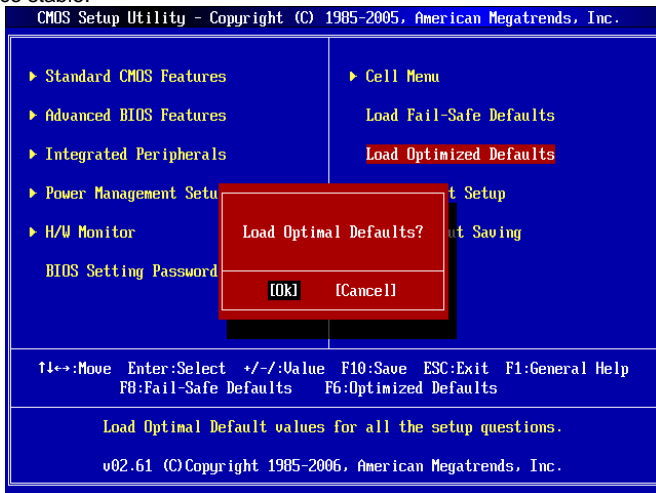 CMOS Setup Utility - Copyright (C) 1985-2005, American Megatrends, Inc.
▶ Standard CMOS Features
▶ Advanced BIOS Features
▶ Integrated Peripherals
▶ Power Management Setu
▶ H/W Monitor
BIOS Setting Password
▶ Cell Menu
Load Fail-Safe Defaults
Load Optimized Defaults
t Setup
ut Saving
Load Optimal Defaults?
[Ok] [Cancel]
↑↓↔:Move Enter:Select +/-/:Value F10:Save ESC:Exit F1:General Help
F8:Fail-Safe Defaults F6:Optimized Defaults
Load Optimal Default values for all the setup questions.
v02.61 (C)Copyright 1985-2006, American Megatrends, Inc.